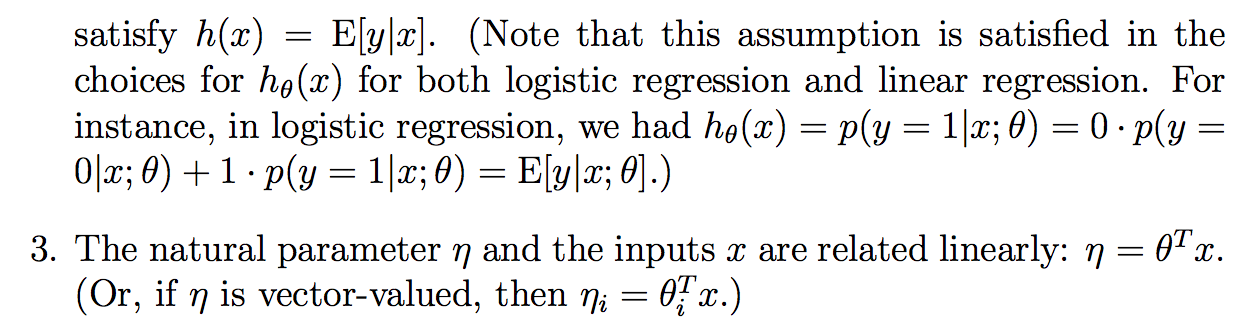 satisfy h(x) = E[y|x]. (Note that this assumption is satisfied in the
choices for hθ(x) for both logistic regression and linear regression. For
instance, in logistic regression, we had hθ(x) = p(y = 1|x; θ) = 0 · p(y =
0|x; θ) + 1 · p(y = 1|x; θ) = E[y|x; θ].)
3. The natural parameter η and the inputs x are related linearly: η = θᵀx.
(Or, if η is vector-valued, then ηᵢ = θᵢᵀx.)